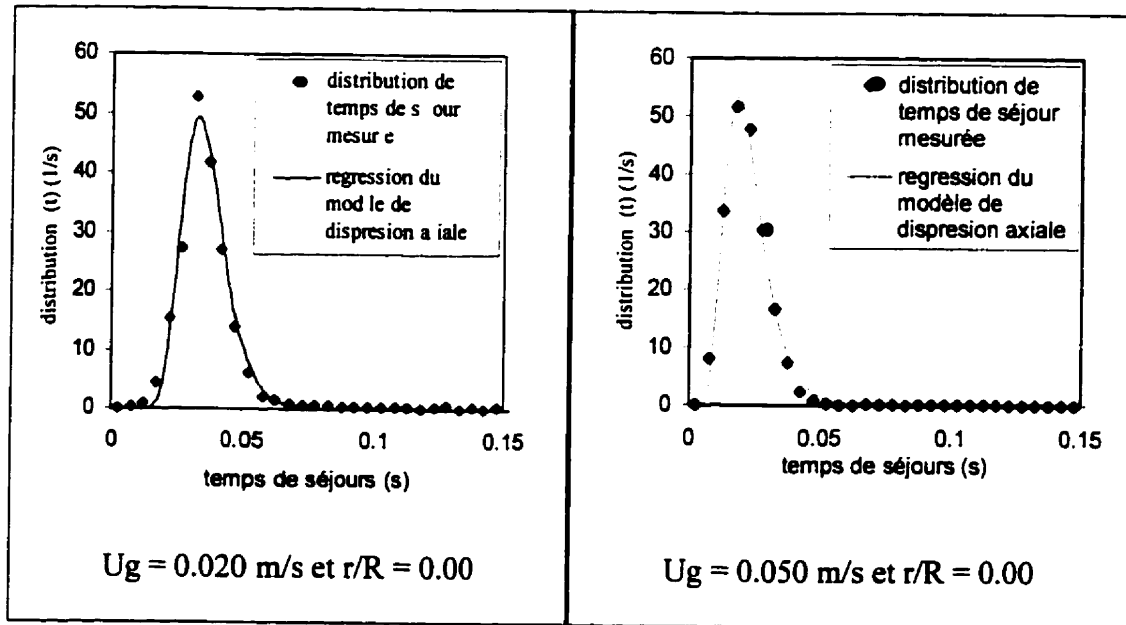 60
50
40
30
20
10
0
distribution (t) (1/s)
distribution de
temps de s our
mesur e
regression du
mod le de
dispresion a iale
0 0.05 0.1 0.15
temps de séjours (s)
Ug = 0.020 m/s et r/R = 0.00
60
50
40
30
20
10
0
distribution (t) (1/s)
distribution de
temps de séjour
mesurée
regression du
modèle de
dispresion axiale
0 0.05 0.1 0.15
temps de séjours (s)
Ug = 0.050 m/s et r/R = 0.00